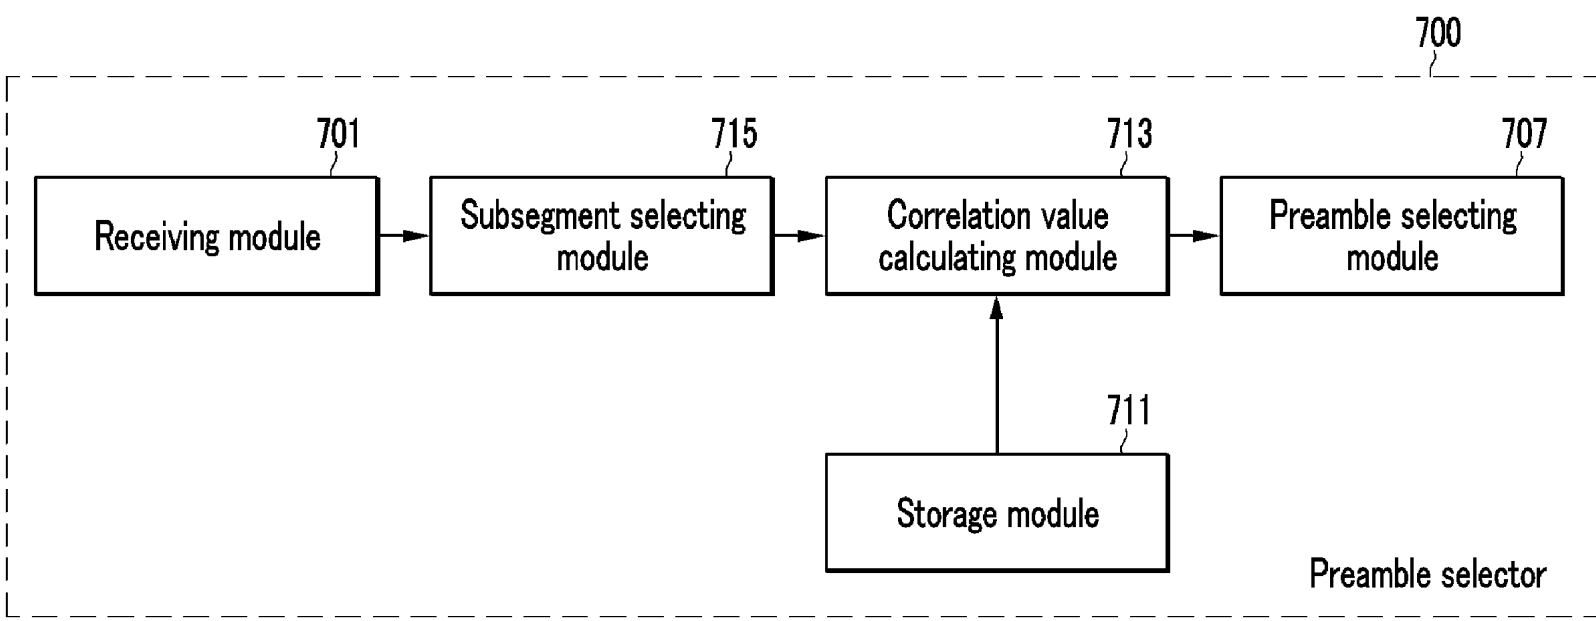 700
701
715
713
707
Receiving module
Subsegment selecting
module
Correlation value
calculating module
Preamble selecting
module
711
Storage module
Preamble selector